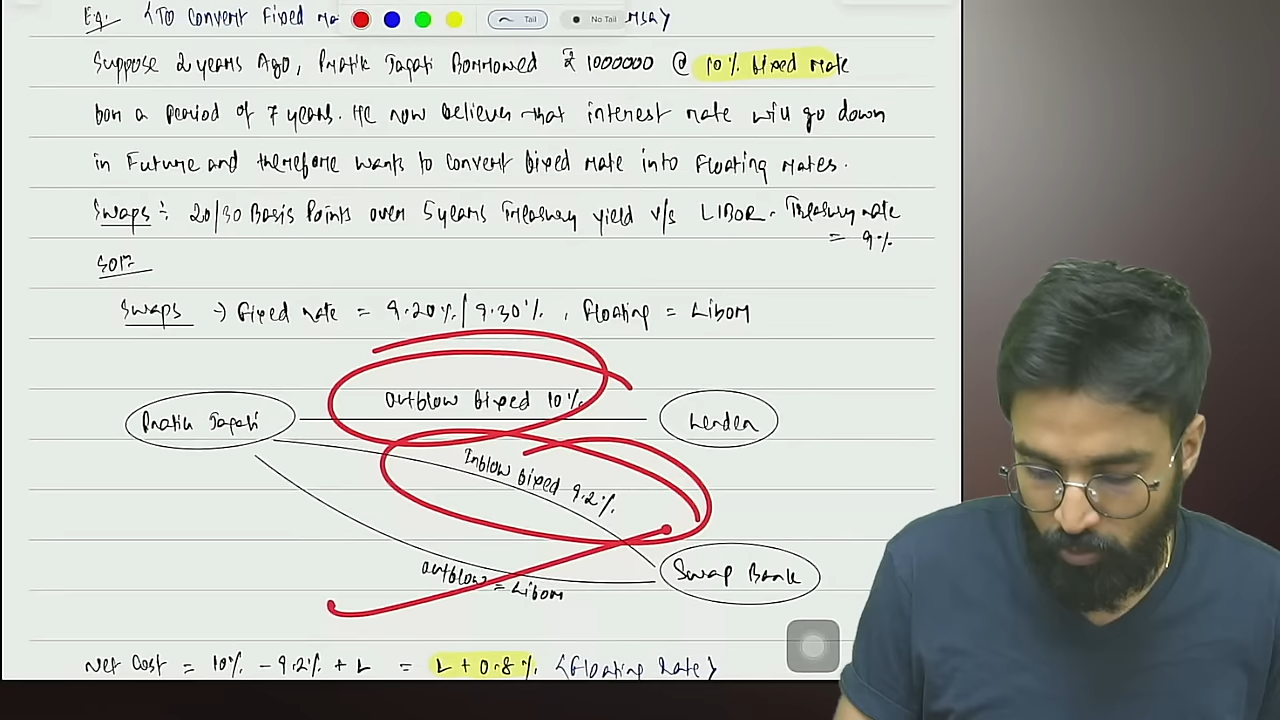 Eg. <To Convert Fixed
Tail No Tail
Suppose 2 years Ago, Pratik Jagati Borrowed ₹ 1000000 @ 10% fixed rate
for a period of 7 years. He now believes that interest rate will go down
in Future and therefore wants to convert fixed rate into Floating rates.
Swaps :- 20/30 Basis Points over 5 years Treasury yield v/s LIBOR. Treasury rate
= 9%
Sol:
Swaps → Fixed rate = 9.20% / 9.30%, Floating = Libor
Outflow fixed 10%
Pratik Jagati Lender
Inflow fixed 9.2%
Outflow = Libor Swap Bank
Net Cost = 10% - 9.2% + L = L + 0.8% <Floating Rate>